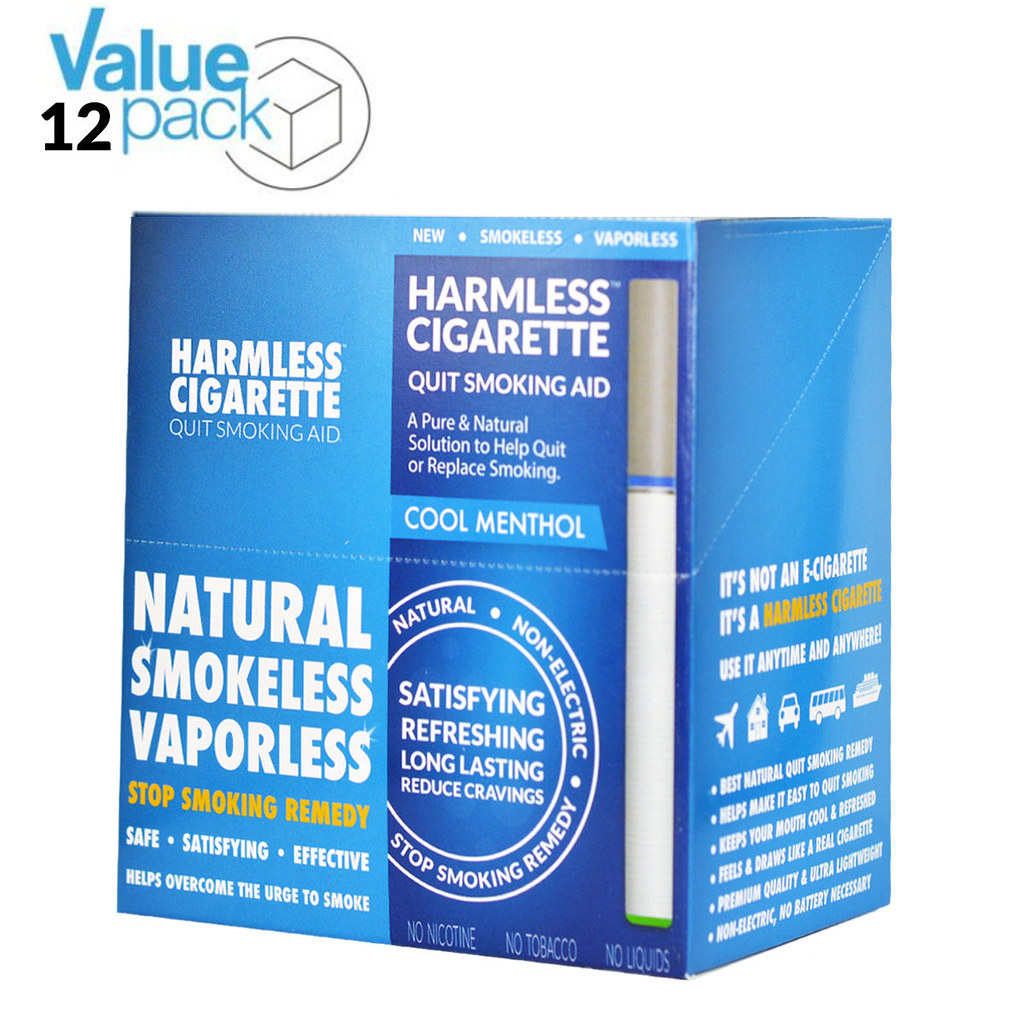 Value
12 pack
HARMLESS
CIGARETTE
QUIT SMOKING AID
NATURAL
SMOKELESS
VAPORLESS
STOP SMOKING REMEDY
SAFE • SATISFYING • EFFECTIVE
HELPS OVERCOME THE URGE TO SMOKE
NEW • SMOKELESS • VAPORLESS
HARMLESS™
CIGARETTE
QUIT SMOKING AID
A Pure & Natural
Solution to Help Quit
or Replace Smoking.
COOL MENTHOL
NATURAL • NON-ELECTRIC •
SATISFYING
REFRESHING
LONG LASTING
REDUCE CRAVINGS
STOP SMOKING REMEDY
NO NICOTINE NO TOBACCO NO LIQUIDS
IT'S NOT AN E-CIGARETTE
IT'S A HARMLESS CIGARETTE
USE IT ANYTIME AND ANYWHERE!
• BEST NATURAL QUIT SMOKING REMEDY
• HELPS MAKE IT EASY TO QUIT SMOKING
• KEEPS YOUR MOUTH COOL & REFRESHED
• FEELS & DRAWS LIKE A REAL CIGARETTE
• PREMIUM QUALITY & ULTRA LIGHTWEIGHT
• NON-ELECTRIC, NO BATTERY NECESSARY